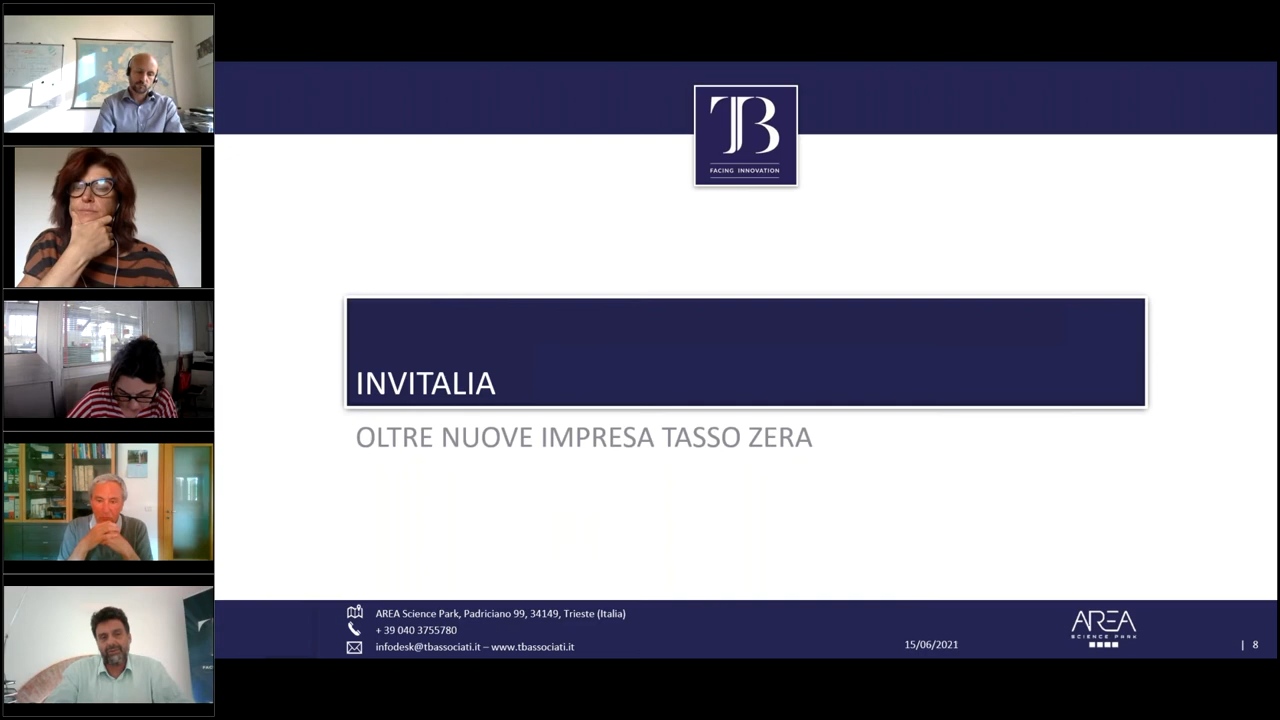 TB
FACING INNOVATION
INVITALIA
OLTRE NUOVE IMPRESA TASSO ZERA
AREA Science Park, Padriciano 99, 34149, Trieste (Italia)
+ 39 040 3755780
infodesk@tbassociati.it – www.tbassociati.it
15/06/2021
AREA
SCIENCE PARK
| 8